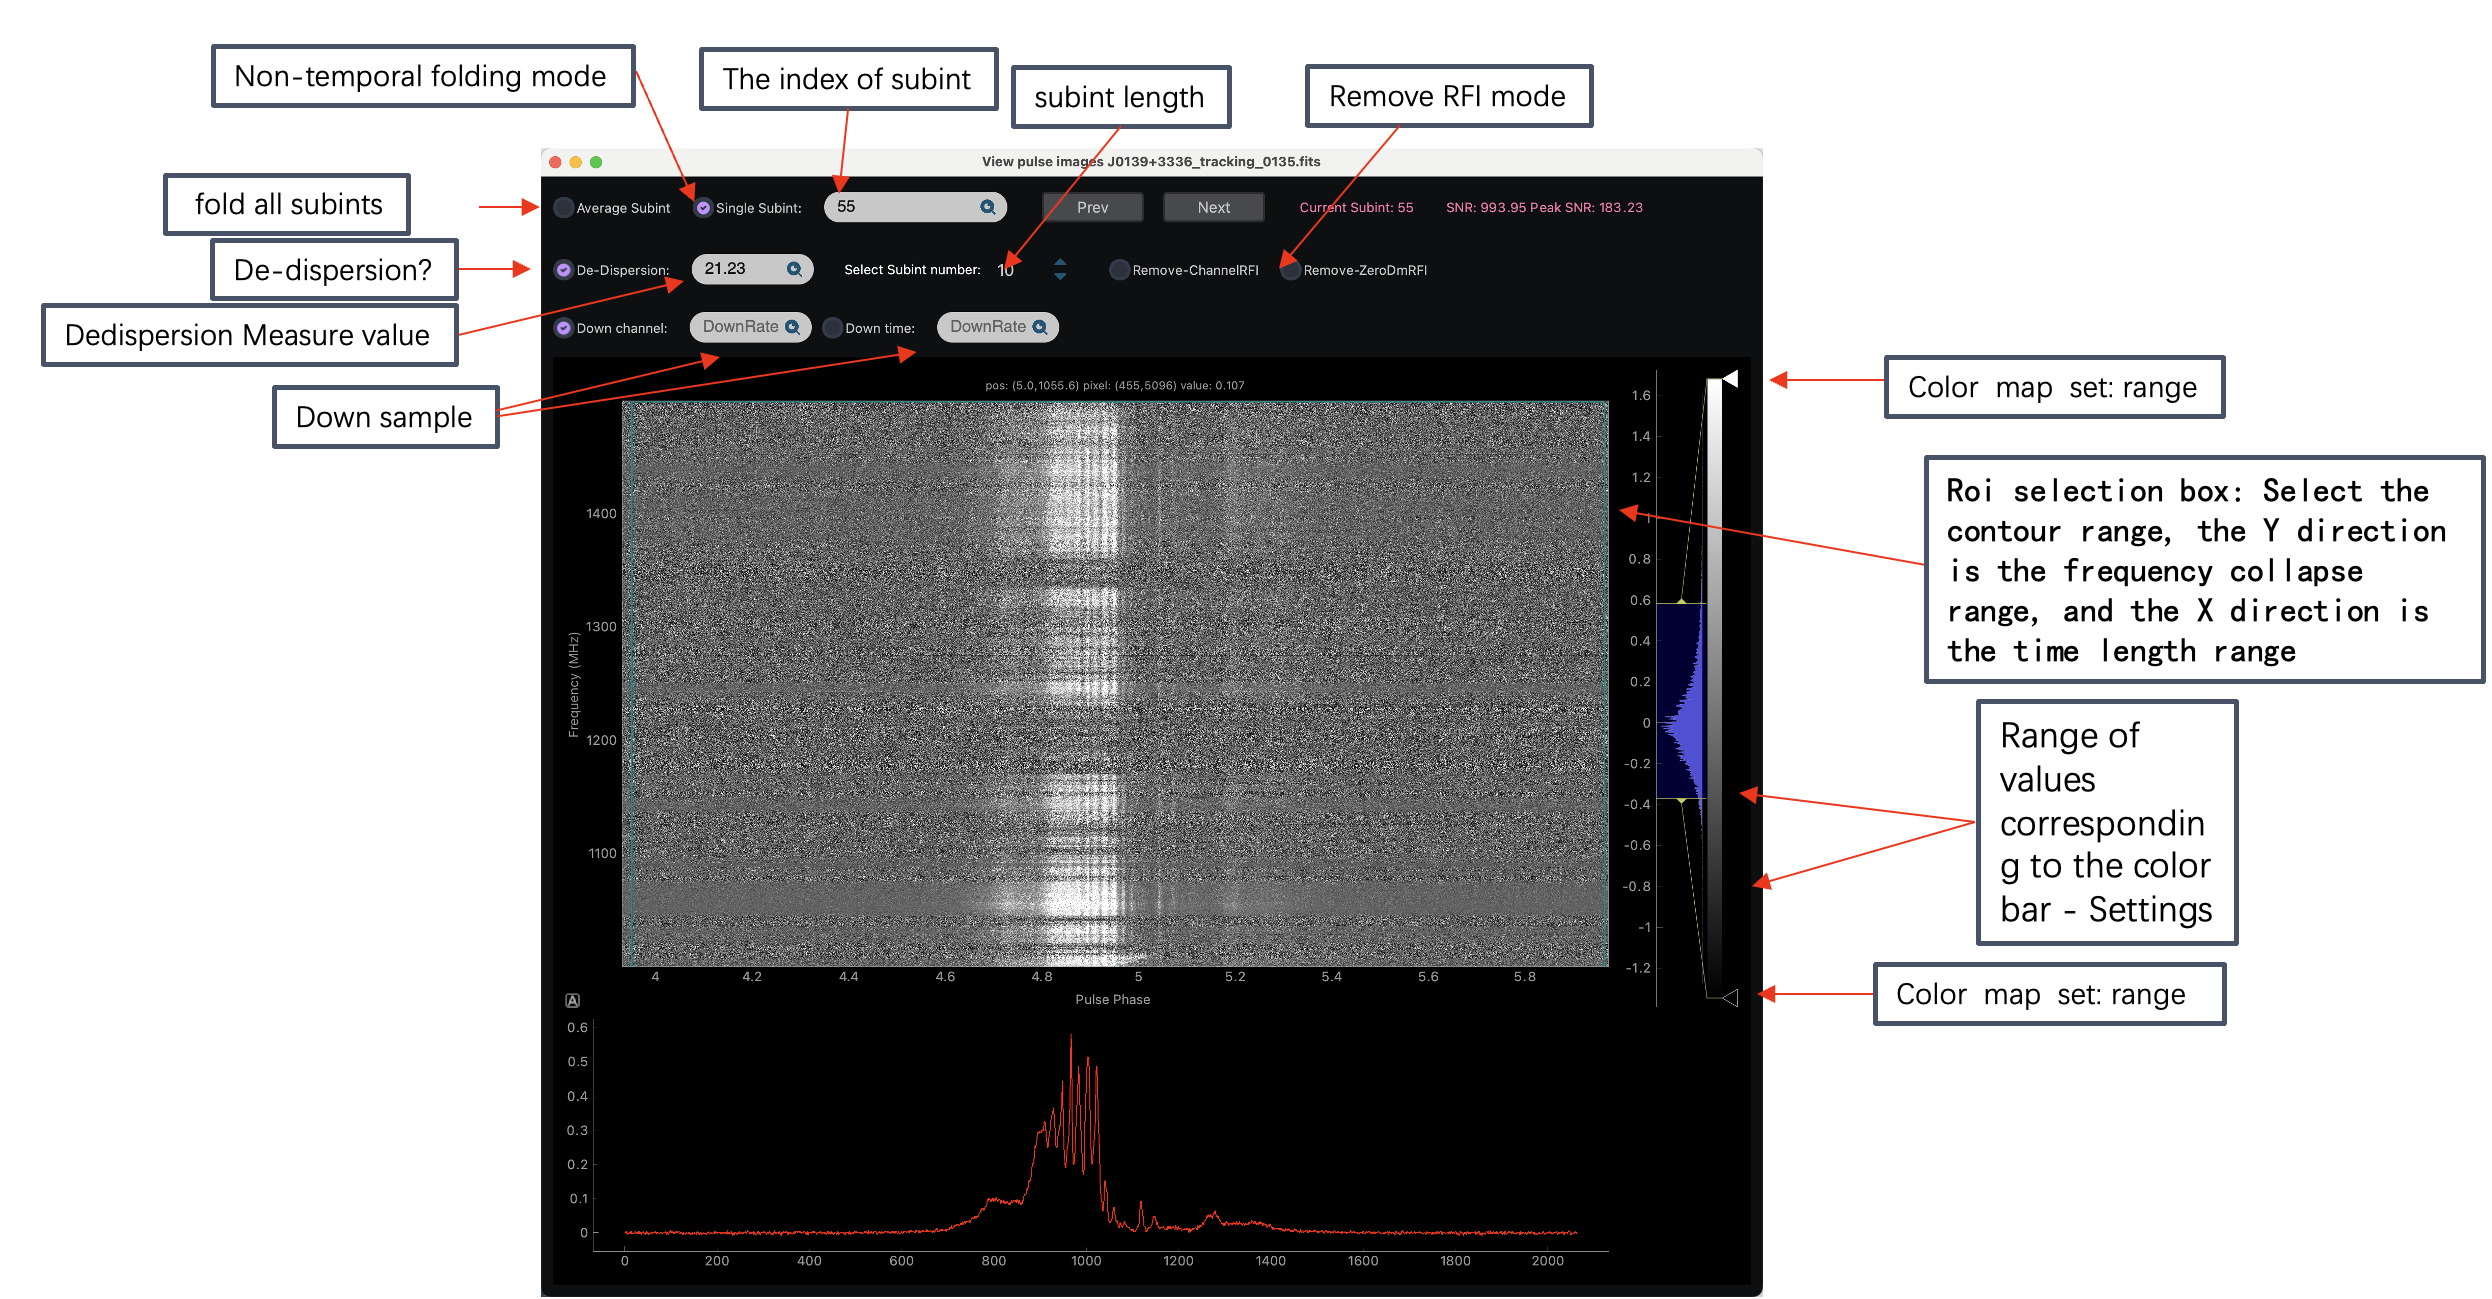 Non-temporal folding mode
The index of subint
subint length
Remove RFI mode
View pulse images J0139+3336_tracking_0135.fits
fold all subints
Average Subint
Single Subint:
55
Prev
Next
Current Subint: 55
SNR: 993.95 Peak SNR: 183.23
De-dispersion?
De-Dispersion:
21.23
Select Subint number:
10
Remove-ChannelRFI
Remove-ZeroDmRFI
Dedispersion Measure value
Down channel:
DownRate
Down time:
DownRate
Down sample
pos: (5.0,1055.6) pixel: (455,5096) value: 0.107
Color map set: range
Roi selection box: Select the
contour range, the Y direction
is the frequency collapse
range, and the X direction is
the time length range
Range of
values
correspondin
g to the color
bar - Settings
Color map set: range
Frequency (MHz)
1400
1300
1200
1100
4 4.2 4.4 4.6 4.8 5 5.2 5.4 5.6 5.8
Pulse Phase
1.6
1.4
1.2
1
0.8
0.6
0.4
0.2
0
-0.2
-0.4
-0.6
-0.8
-1
-1.2
A
0.6
0.5
0.4
0.3
0.2
0.1
0
0 200 400 600 800 1000 1200 1400 1600 1800 2000